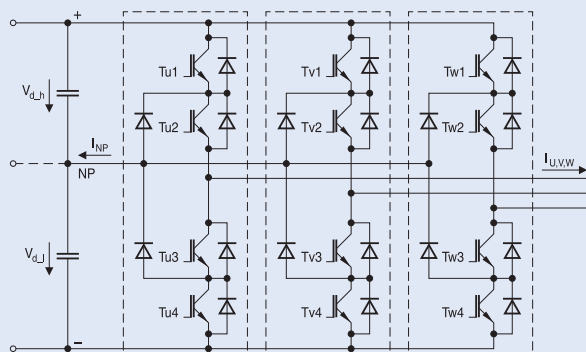 +
Tu1
Tv1
Tw1
V_d_h
Tu2
Tv2
Tw2
I_NP
NP
I_U,V,W
V_d_l
Tu3
Tv3
Tw3
Tu4
Tv4
Tw4
−